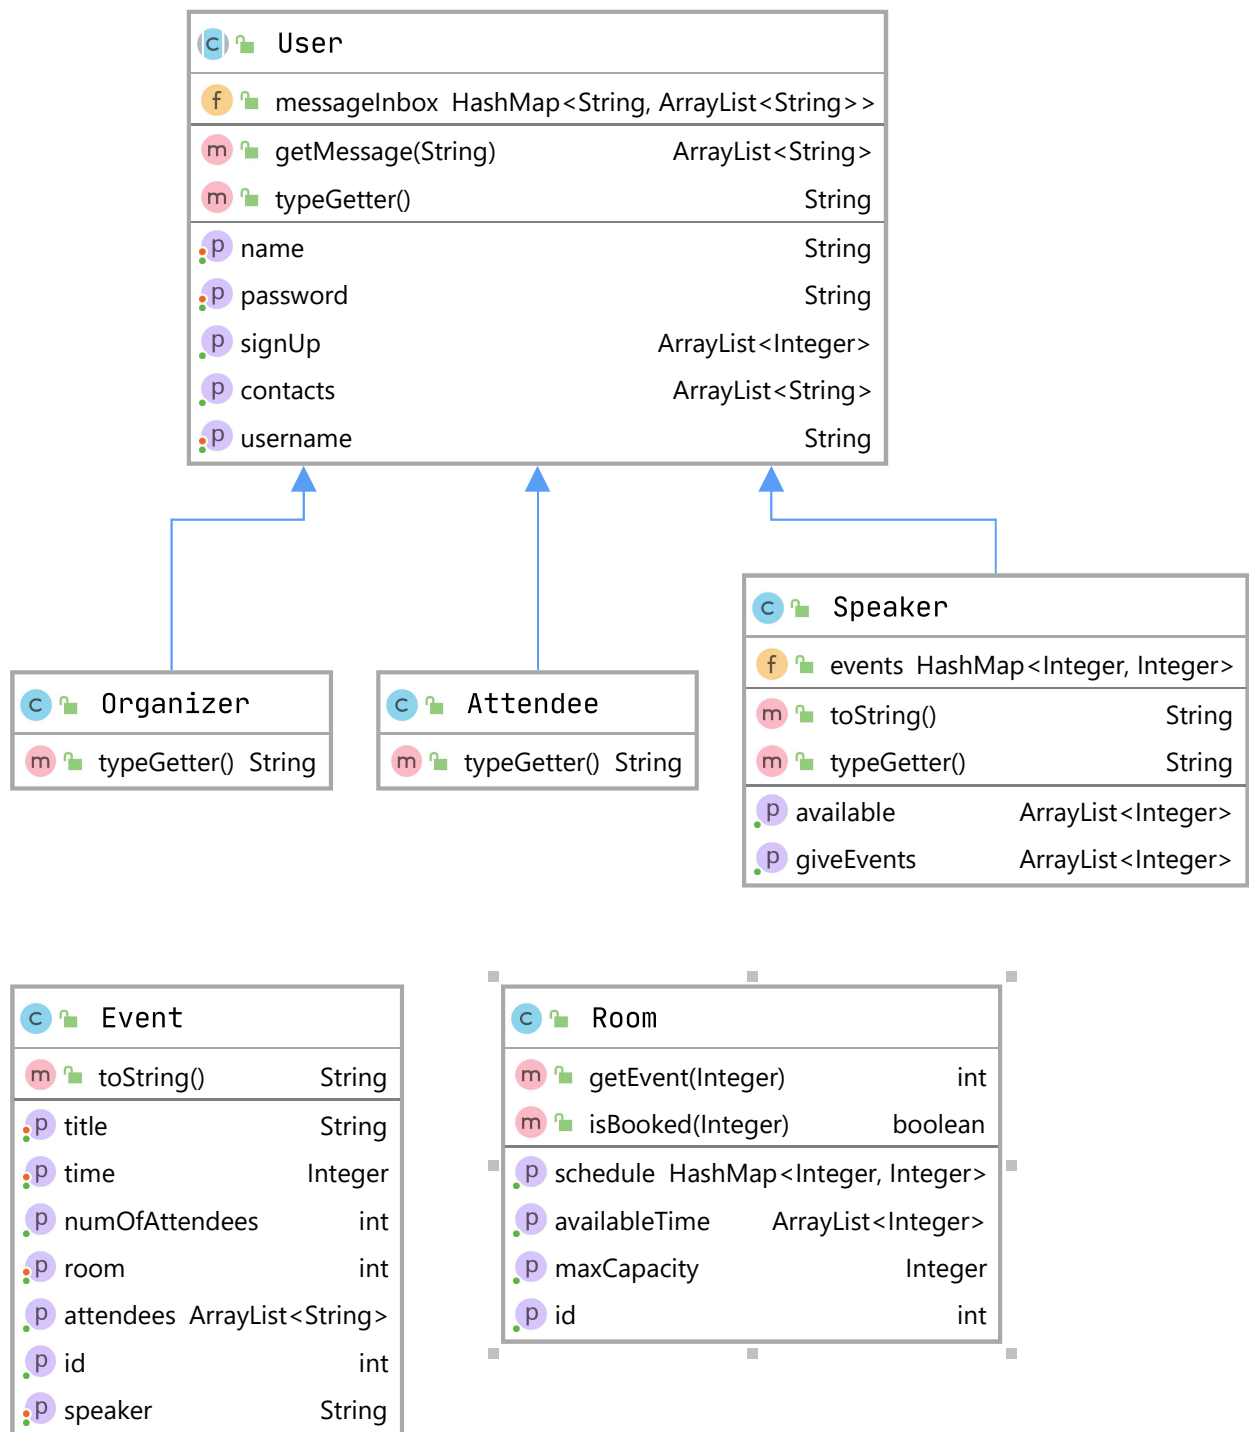 C User
f messageInbox HashMap<String, ArrayList<String>>
m getMessage(String) ArrayList<String>
m typeGetter() String
p name String
p password String
p signUp ArrayList<Integer>
p contacts ArrayList<String>
p username String
C Speaker
f events HashMap<Integer, Integer>
m toString() String
m typeGetter() String
p available ArrayList<Integer>
p giveEvents ArrayList<Integer>
C Organizer
m typeGetter() String
C Attendee
m typeGetter() String
C Event
m toString() String
p title String
p time Integer
p numOfAttendees int
p room int
p attendees ArrayList<String>
p id int
p speaker String
C Room
m getEvent(Integer) int
m isBooked(Integer) boolean
p schedule HashMap<Integer, Integer>
p availableTime ArrayList<Integer>
p maxCapacity Integer
p id int